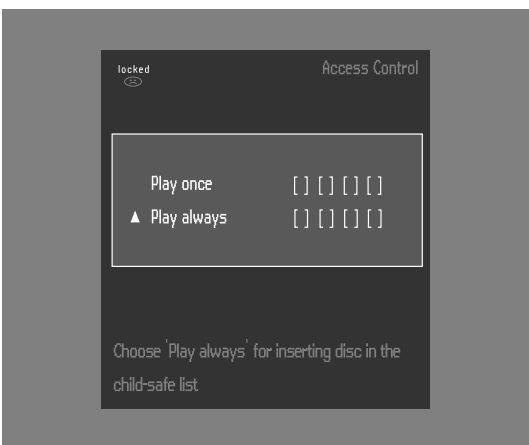 locked
Access Control
Play once [ ] [ ] [ ] [ ]
▲ Play always [ ] [ ] [ ] [ ]
Choose 'Play always' for inserting disc in the
child-safe list